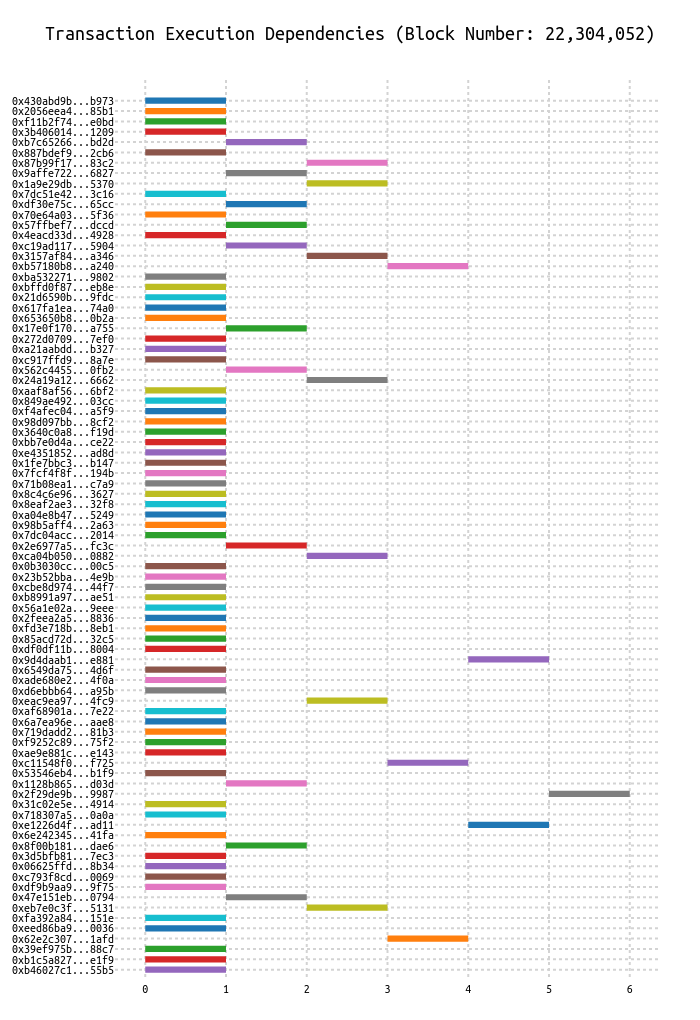 Transaction Execution Dependencies (Block Number: 22,304,052)
0x430abd9b...b973
0x2056eea4...85b1
0xf11b2f74...e0bd
0x3b406014...1209
0xb7c65266...bd2d
0x887bdef9...2cb6
0x87b99f17...83c2
0x9affe722...6827
0x1a9e29db...5370
0x7dc51e42...3c16
0xdf30e75c...65cc
0x70e64a03...5f36
0x57ffbef7...dccd
0x4eacd33d...4928
0xc19ad117...5904
0x3157af84...a346
0xb57180b8...a240
0xba532271...9802
0xbffd0f87...eb8e
0x21d6590b...9fdc
0x617fa1ea...74a0
0x653650b8...0b2a
0x17e0f170...a755
0x272d0709...7ef0
0xa21aabdd...b327
0xc917ffd9...8a7e
0x562c4455...0fb2
0x24a19a12...6662
0xaaf8af56...6bf2
0x849ae492...03cc
0xf4afec04...a5f9
0x98d097bb...8cf2
0x3640c0a8...f19d
0xbb7e0d4a...ce22
0xe4351852...ad8d
0x1fe7bbc3...b147
0x7fcf4f8f...194b
0x71b08ea1...c7a9
0x8c4c6e96...3627
0x8eaf2ae3...32f8
0xa04e8b47...5249
0x98b5aff4...2a63
0x7dc04acc...2014
0x2e6977a5...fc3c
0xca04b050...0882
0x0b3030cc...00c5
0x23b52bba...4e9b
0xcbe8d974...44f7
0xb8991a97...ae51
0x56a1e02a...9eee
0x2feea2a5...8836
0xfd3e718b...8eb1
0x85acd72d...32c5
0xdf0df11b...8004
0x9d4daab1...e881
0x6549da75...4d6f
0xade680e2...4f0a
0xd6ebbb64...a95b
0xeac9ea97...4fc9
0xaf68901a...7e22
0x6a7ea96e...aae8
0x719dadd2...81b3
0xf9252c89...75f2
0xae9e881c...e143
0xc11548f0...f725
0x53546eb4...b1f9
0x1128b865...d03d
0x2f29de9b...9987
0x31c02e5e...4914
0x718307a5...0a0a
0xe1226d4f...ad11
0x6e242345...41fa
0x8f00b181...dae6
0x3d5bfb81...7ec3
0x06625ffd...8b34
0xc793f8cd...0069
0xdf9b9aa9...9f75
0x47e151eb...0794
0xeb7e0c3f...5131
0xfa392a84...151e
0xeed86ba9...0036
0x62e2c307...1afd
0x39ef975b...88c7
0xb1c5a827...e1f9
0xb46027c1...55b5
0 1 2 3 4 5 6